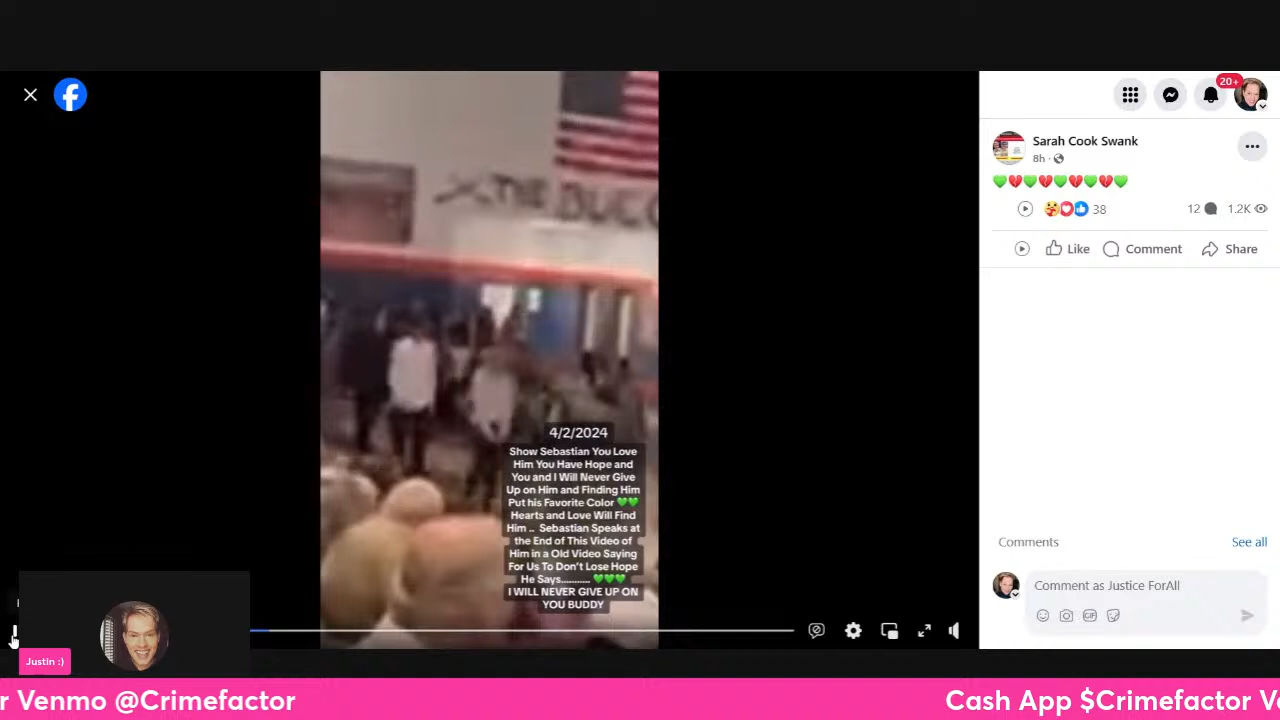 20+
Sarah Cook Swank
8h
💚💔💚💔💚💔💚💔💚
38
12
1.2K
Like
Comment
Share
THE BUCC
4/2/2024
Show Sebastian You Love
Him You Have Hope and
You and I Will Never Give
Up on Him and Finding Him
Put his Favorite Color 💚💚
Hearts and Love Will Find
Him .. Sebastian Speaks at
the End of This Video of
Him in a Old Video Saying
For Us To Don't Lose Hope
He Says........... 💚💚💚
I WILL NEVER GIVE UP ON
YOU BUDDY
Comments
See all
Comment as Justice ForAll
GIF
Justin :)
r Venmo @Crimefactor
Cash App $Crimefactor Ve